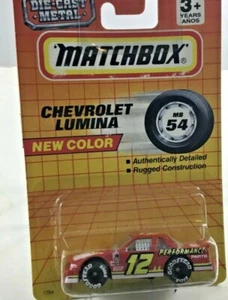 DIE-CAST
METAL
3+
YEARS
AÑOS
MATCHBOX®
CHEVROLET
LUMINA
MB
54
NEW COLOR
• Authentically Detailed
• Rugged Construction
12
PERFORMANCE
PARTS